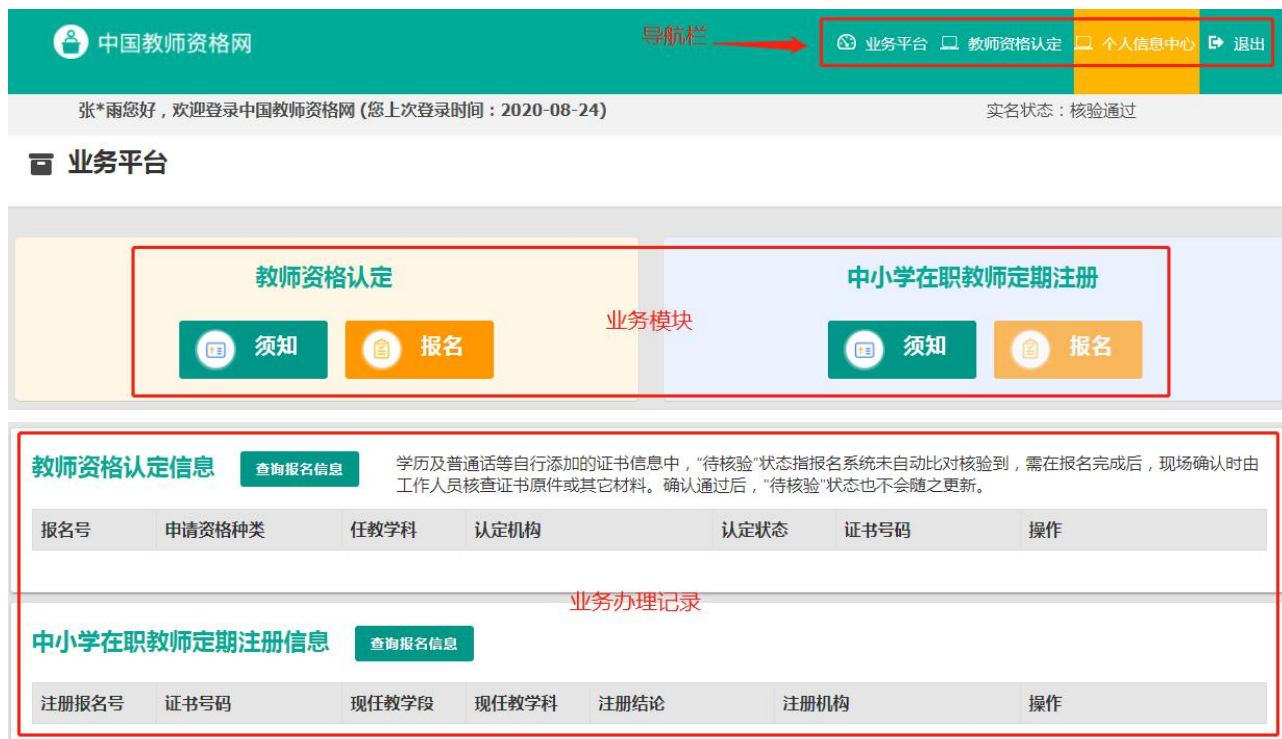 中国教师资格网
导航栏
业务平台 教师资格认定 个人信息中心 退出
张*雨您好，欢迎登录中国教师资格网 (您上次登录时间：2020-08-24)
实名状态：核验通过
业务平台
教师资格认定
中小学在职教师定期注册
须知 报名
业务模块
须知 报名
教师资格认定信息
查询报名信息
学历及普通话等自行添加的证书信息中，“待核验”状态指报名系统未自动比对核验到，需在报名完成后，现场确认时由
工作人员核查证书原件或其它材料。确认通过后，“待核验”状态也不会随之更新。
报名号 申请资格种类 任教学科 认定机构 认定状态 证书号码 操作
业务办理记录
中小学在职教师定期注册信息
查询报名信息
注册报名号 证书号码 现任教学段 现任教学科 注册结论 注册机构 操作